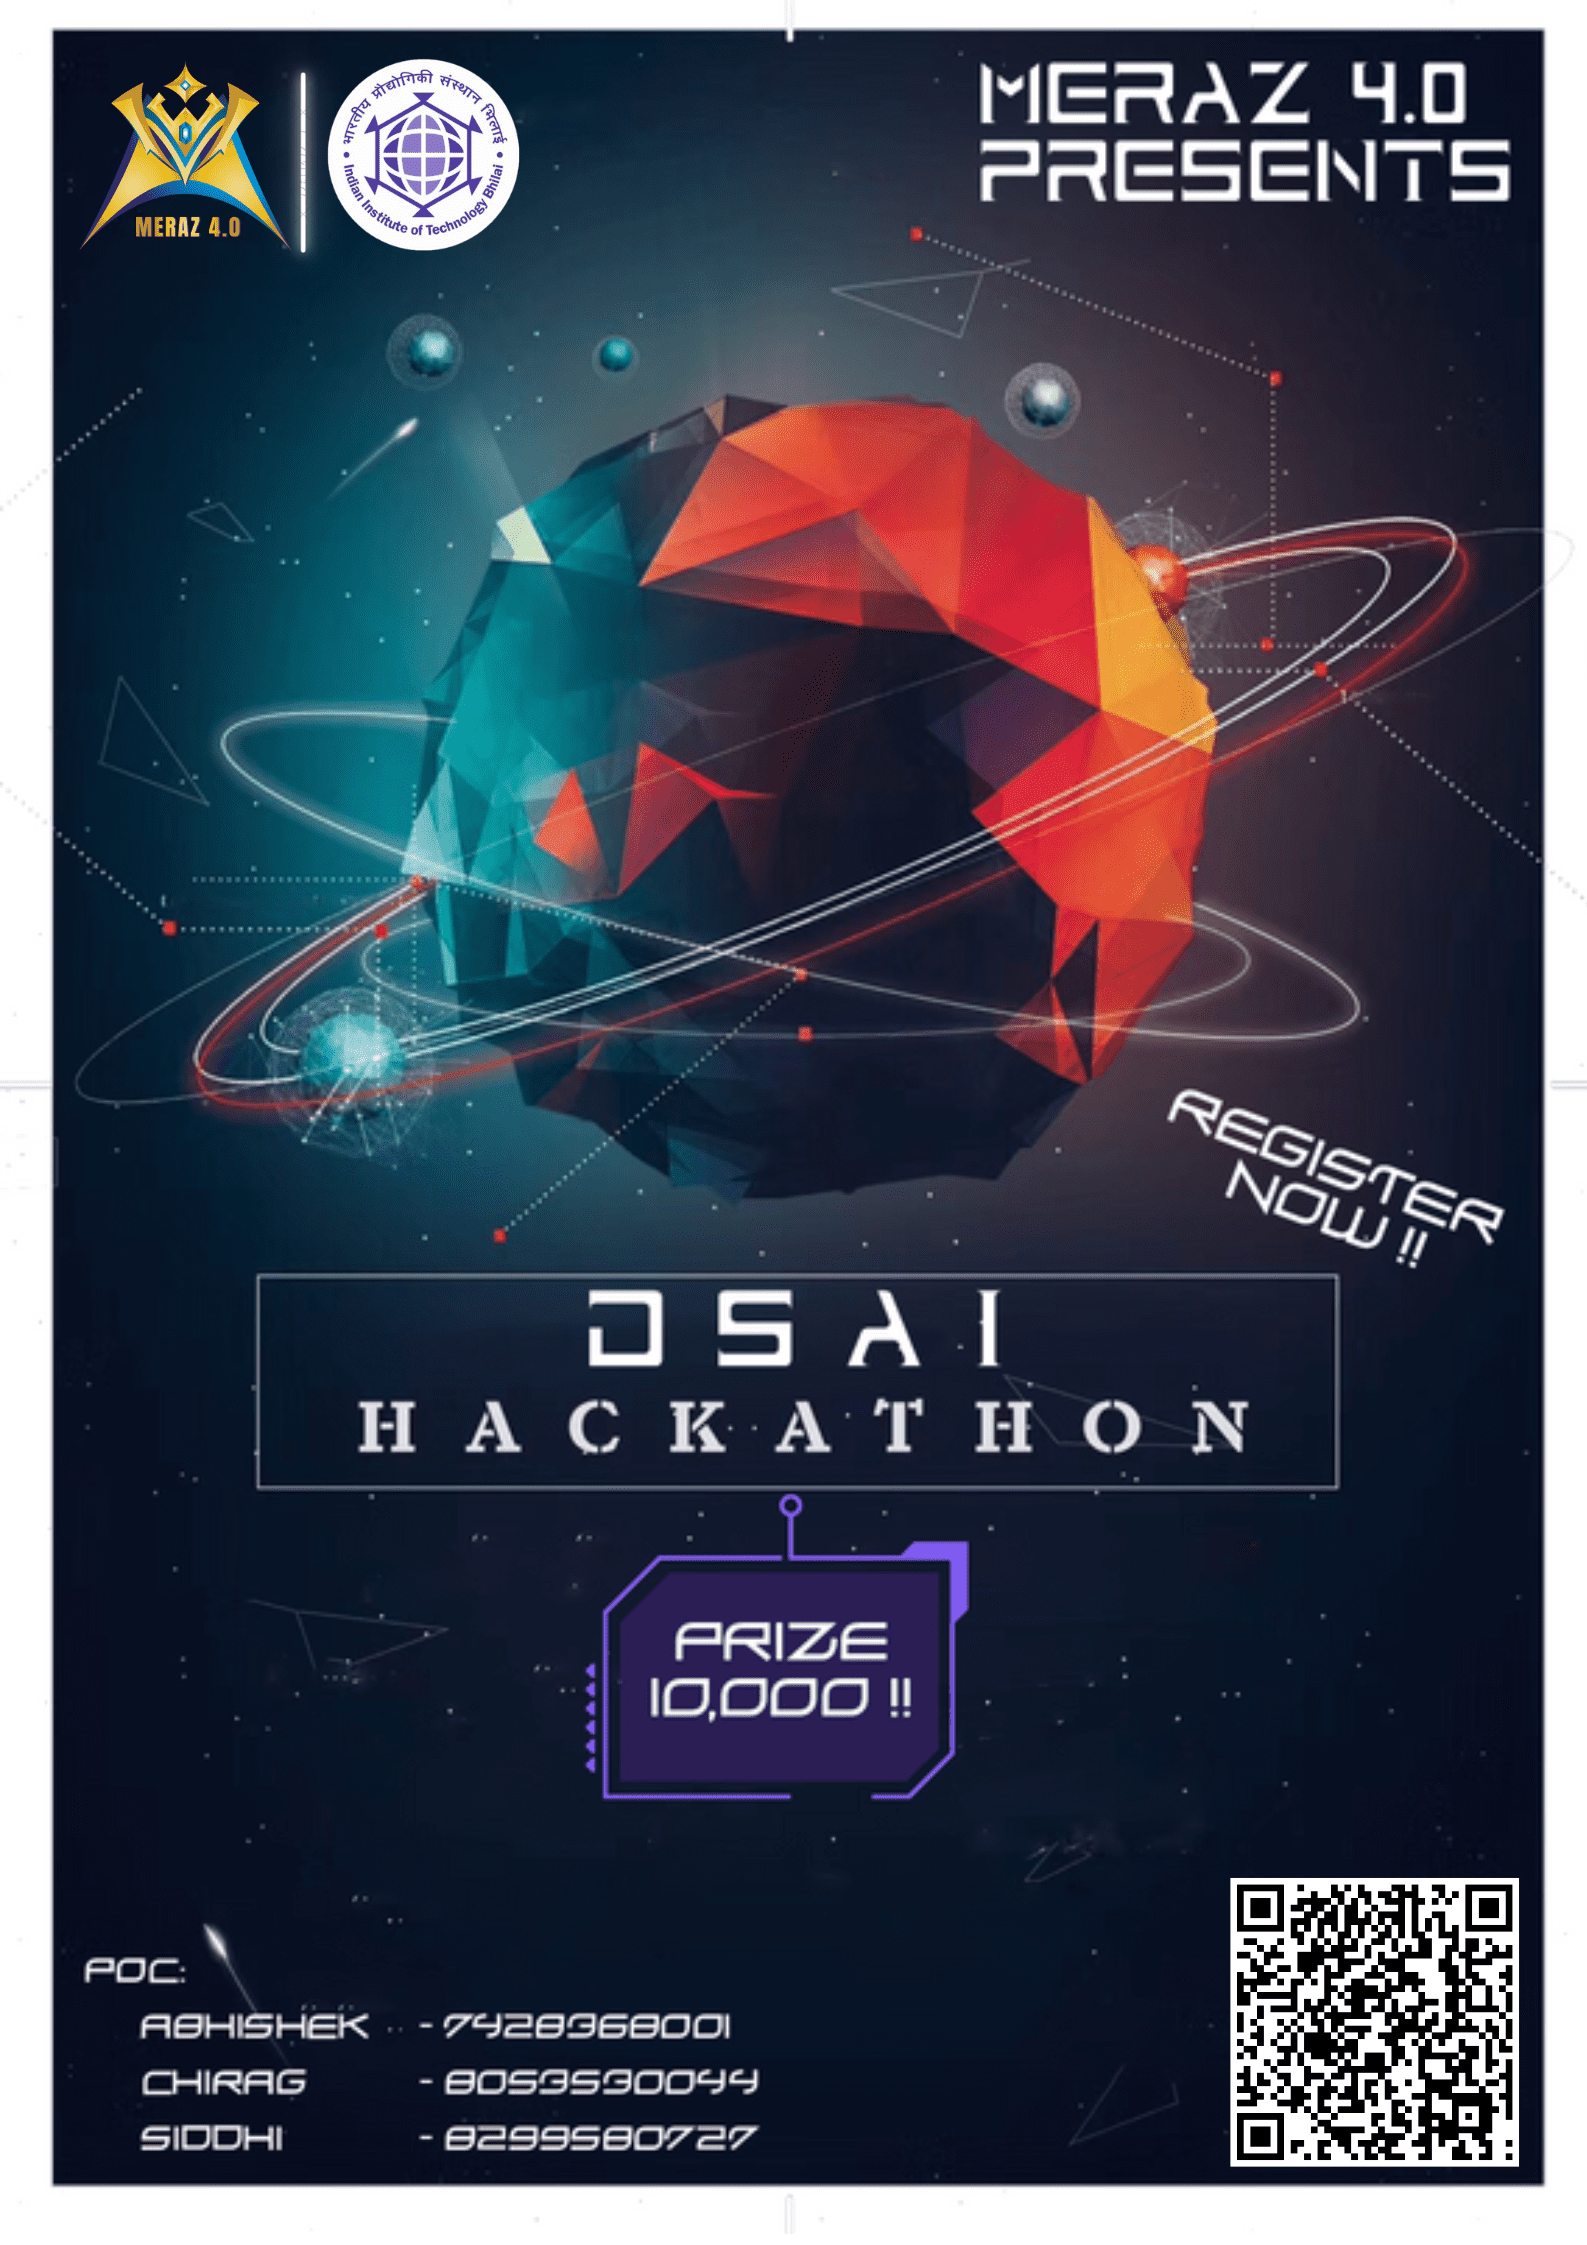 MERAZ 4.0
भारतीय प्रौद्योगिकी संस्थान भिलाई
Indian Institute of Technology Bhilai
MERAZ 4.0
PRESENTS
REGISTER
NOW !!
DSAI
HACKATHON
PRIZE
10,000 !!
POC:
ABHISHEK - 7428368001
CHIRAG - 8053530044
SIDDHI - 8299580727